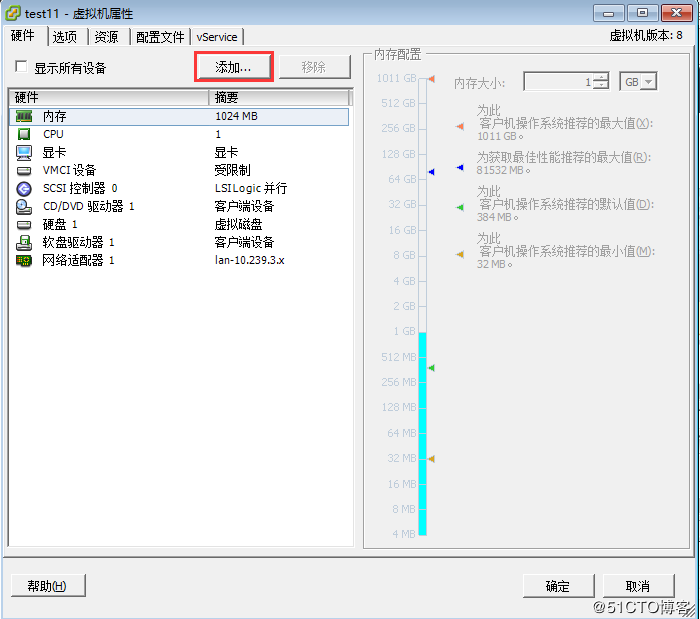 test11 - 虚拟机属性
硬件 选项 资源 配置文件 vService 虚拟机版本: 8
显示所有设备 添加... 移除
硬件 摘要
内存 1024 MB
CPU 1
显卡 显卡
VMCI 设备 受限制
SCSI 控制器 0 LSILogic 并行
CD/DVD 驱动器 1 客户端设备
硬盘 1 虚拟磁盘
软盘驱动器 1 客户端设备
网络适配器 1 lan-10.239.3.x
内存配置
1011 GB
512 GB
256 GB
128 GB
64 GB
32 GB
16 GB
8 GB
4 GB
2 GB
1 GB
512 MB
256 MB
128 MB
64 MB
32 MB
16 MB
8 MB
4 MB
内存大小: 1 GB
为此
客户机操作系统推荐的最大值(X):
1011 GB。
为获取最佳性能推荐的最大值(R):
81532 MB。
为此
客户机操作系统推荐的默认值(D):
384 MB。
为此
客户机操作系统推荐的最小值(M):
32 MB。
帮助(H) 确定 取消
@51CTO博客